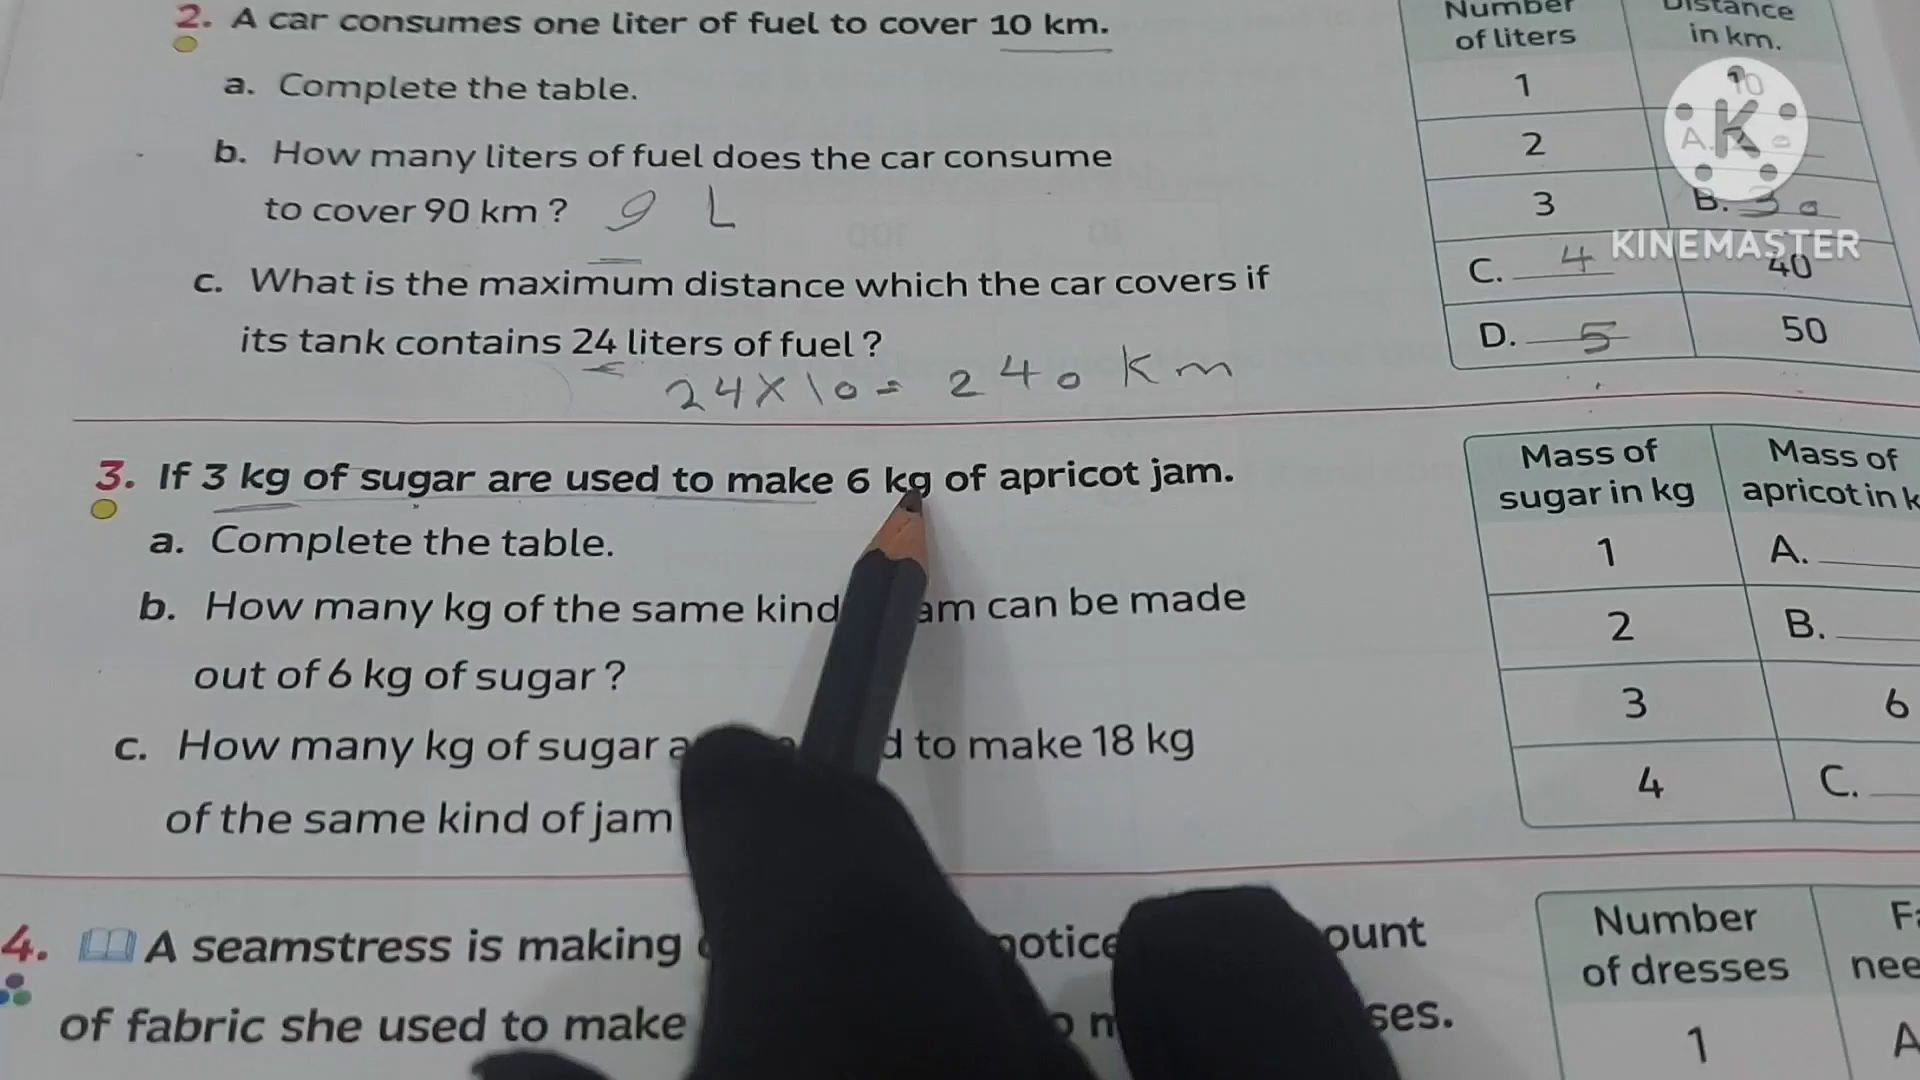 2. A car consumes one liter of fuel to cover 10 km.
a. Complete the table.
b. How many liters of fuel does the car consume
to cover 90 km ? 9 L
c. What is the maximum distance which the car covers if
its tank contains 24 liters of fuel ?
24 X 10 = 240 Km
Number Distance
of liters in km.
1 10
2 A.
3 B. 30
C. 4 40
D. 5 50
K
KINEMASTER
3. If 3 kg of sugar are used to make 6 kg of apricot jam.
a. Complete the table.
b. How many kg of the same kind can be made
out of 6 kg of sugar ?
c. How many kg of sugar to make 18 kg
of the same kind of jam
Mass of Mass of
sugar in kg apricot in k
1 A.
2 B.
3 6
4 C.
4. A seamstress is making
of fabric she used to make
Number
of dresses
1 A